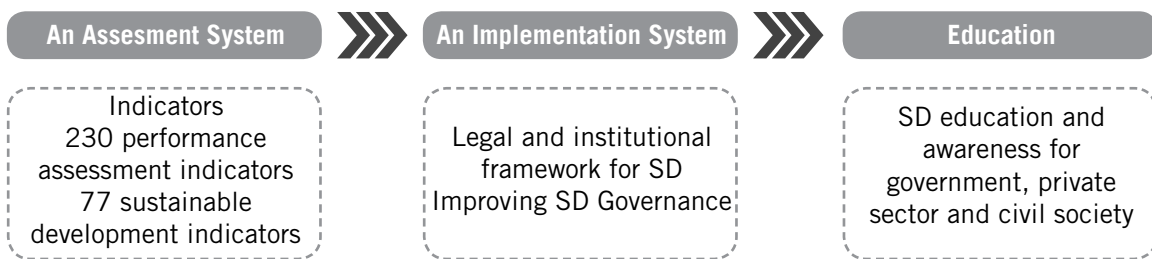 An Assesment System
An Implementation System
Education
Indicators
230 performance
assessment indicators
77 sustainable
development indicators
Legal and institutional
framework for SD
Improving SD Governance
SD education and
awareness for
government, private
sector and civil society